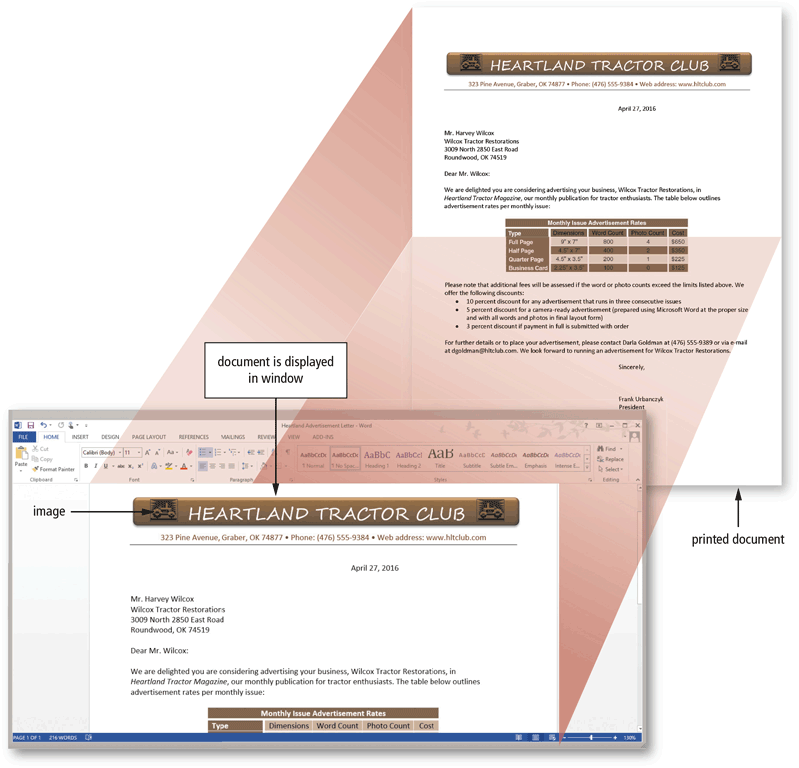 HEARTLAND TRACTOR CLUB
323 Pine Avenue, Graber, OK 74877 • Phone: (476) 555-9384 • Web address: www.hltclub.com
April 27, 2016
Mr. Harvey Wilcox
Wilcox Tractor Restorations
3009 North 2850 East Road
Roundwood, OK 74519
Dear Mr. Wilcox:
We are delighted you are considering advertising your business, Wilcox Tractor Restorations, in
Heartland Tractor Magazine, our monthly publication for tractor enthusiasts. The table below outlines
advertisement rates per monthly issue:
Monthly Issue Advertisement Rates
Type Dimensions Word Count Photo Count Cost
Full Page 9" x 7" 800 4 $650
Half Page 4.5" x 7" 400 2 $350
Quarter Page 4.5" x 3.5" 200 1 $225
Business Card 2.25" x 3.5" 100 0 $125
Please note that additional fees will be assessed if the word or photo counts exceed the limits listed above. We
offer the following discounts:
• 10 percent discount for any advertisement that runs in three consecutive issues
• 5 percent discount for a camera-ready advertisement (prepared using Microsoft Word at the proper size
and with all words and photos in final layout form)
• 3 percent discount if payment in full is submitted with order
For further details or to place your advertisement, please contact Darla Goldman at (476) 555-9389 or via e-mail
at dgoldman@hltclub.com. We look forward to running an advertisement for Wilcox Tractor Restorations.
Sincerely,
Frank Urbanczyk
President
printed document
document is displayed
in window
image
Heartland Advertisement Letter - Word
FILE HOME INSERT DESIGN PAGE LAYOUT REFERENCES MAILINGS REVIEW VIEW ADD-INS
Paste
Cut
Copy
Format Painter
Clipboard
Calibri (Body) 11
Font
Paragraph
AaBbCcDc AaBbCcDc AaBbC AaBbCcI AaB AaBbCcI AaBbCcDc AaBbCcDc AaBbCcDc
¶ Normal ¶ No Spac... Heading 1 Heading 2 Title Subtitle Subtle Em... Emphasis Intense E...
Styles
Find
Replace
Select
Editing
HEARTLAND TRACTOR CLUB
323 Pine Avenue, Graber, OK 74877 • Phone: (476) 555-9384 • Web address: www.hltclub.com
April 27, 2016
Mr. Harvey Wilcox
Wilcox Tractor Restorations
3009 North 2850 East Road
Roundwood, OK 74519
Dear Mr. Wilcox:
We are delighted you are considering advertising your business, Wilcox Tractor Restorations, in
Heartland Tractor Magazine, our monthly publication for tractor enthusiasts. The table below outlines
advertisement rates per monthly issue:
Monthly Issue Advertisement Rates
Type Dimensions Word Count Photo Count Cost
PAGE 1 OF 1 216 WORDS 130%